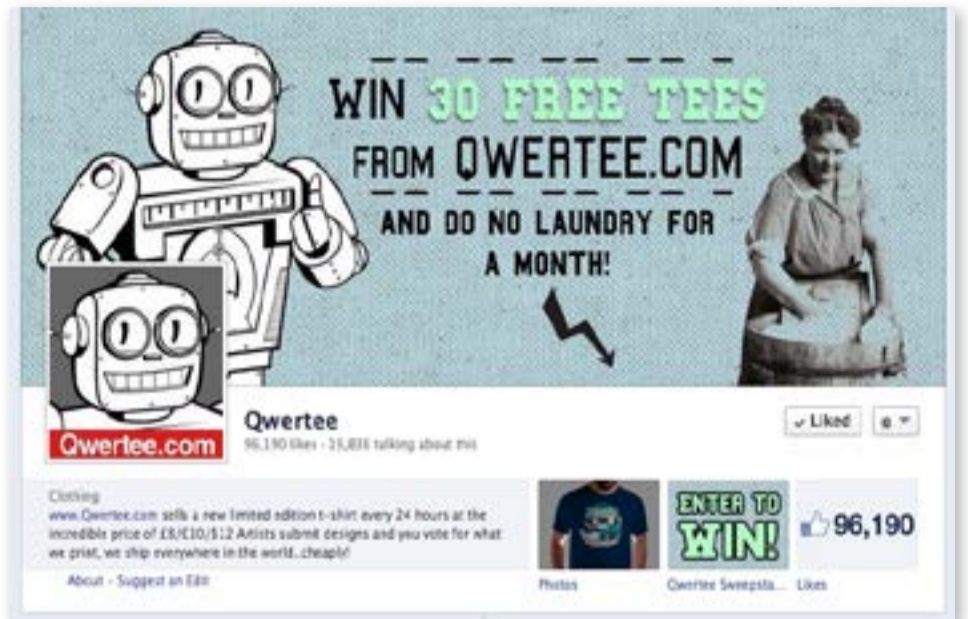 WIN 30 FREE TEES
FROM QWERTEE.COM
AND DO NO LAUNDRY FOR
A MONTH!
Qwertee.com
Qwertee
96,190 likes · talking about this
Liked
Clothing
www.Qwertee.com sells a new limited edition t-shirt every 24 hours at the
incredible price of £8/€10/$12 Artists submit designs and you vote for what
we print, we ship everywhere in the world..cheaply!
About - Suggest an Edit
ENTER TO
WIN!
96,190
Photos
Qwertee Sweepsta...
Likes